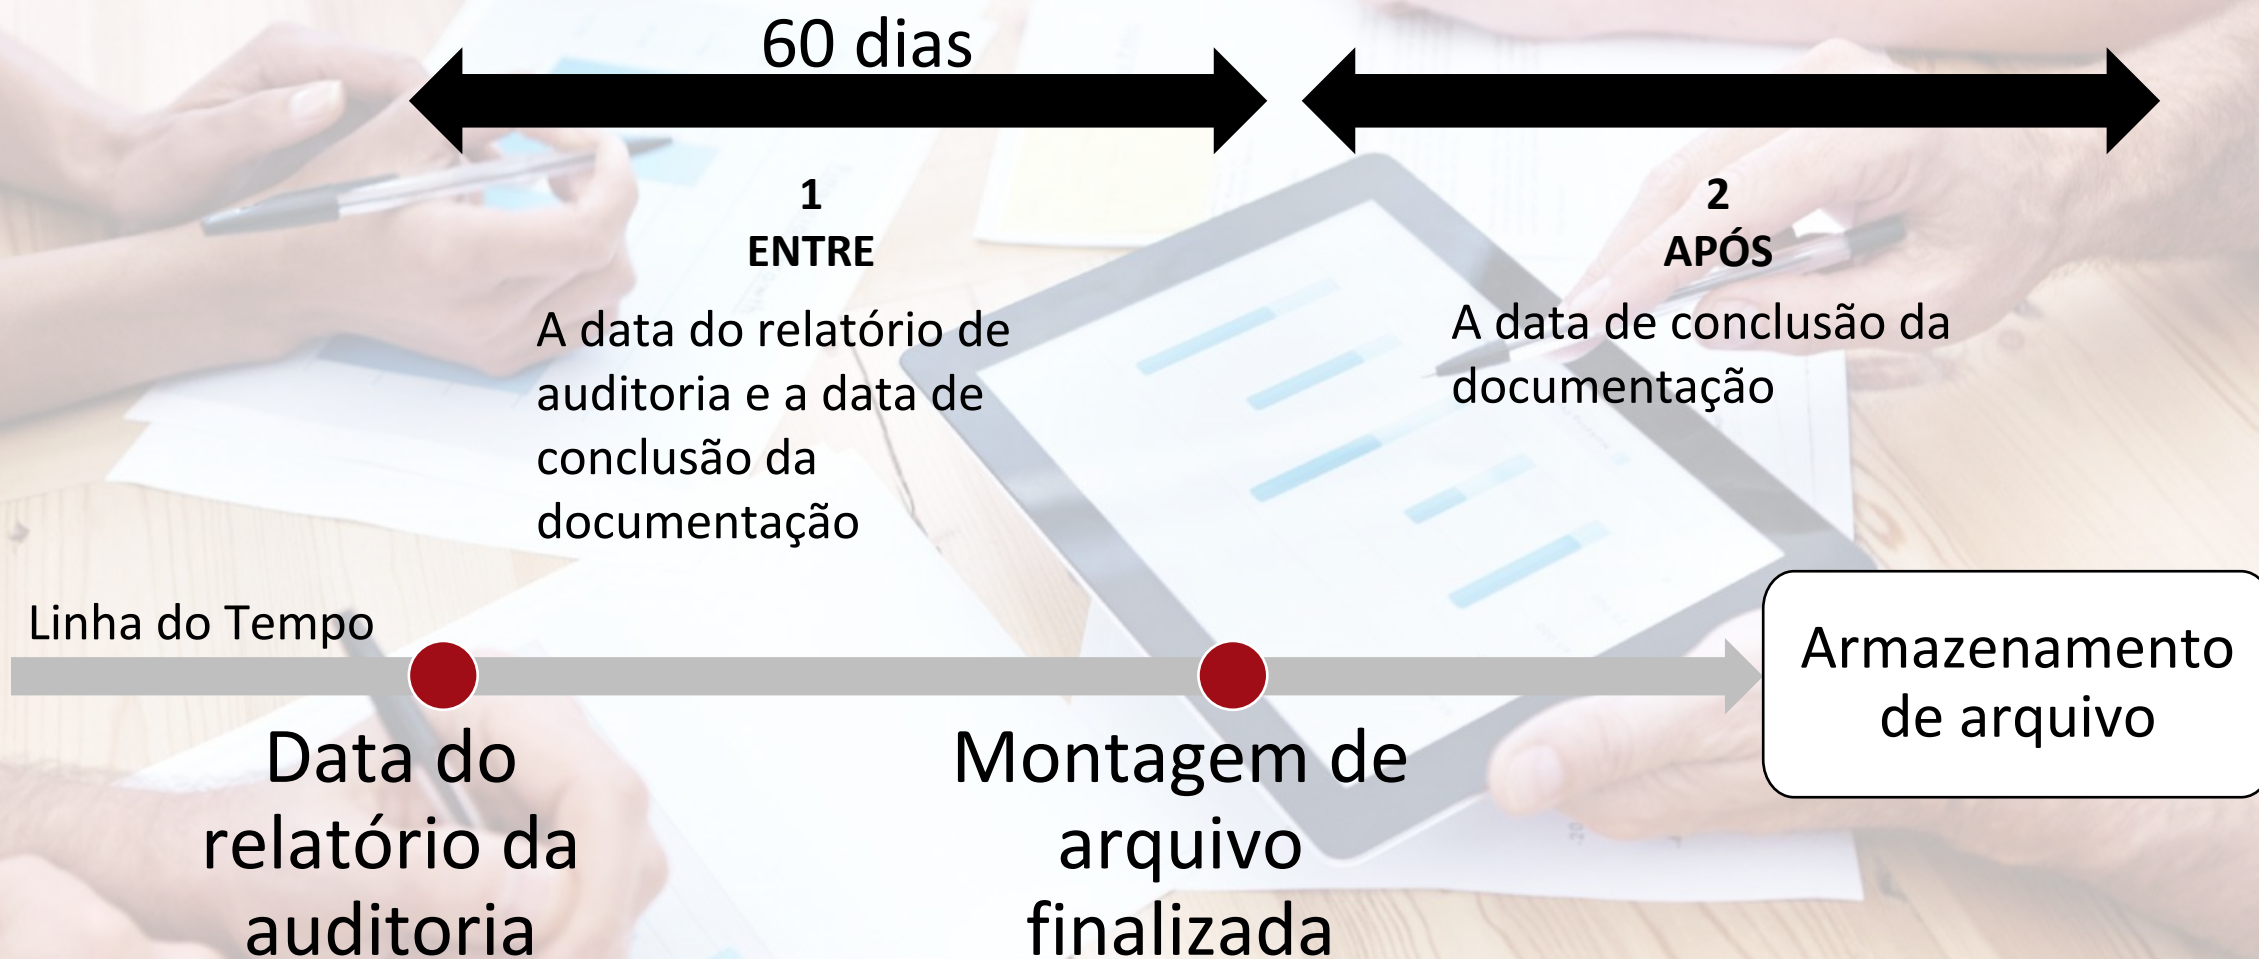 60 dias
1
ENTRE
A data do relatório de
auditoria e a data de
conclusão da
documentação
2
APÓS
A data de conclusão da
documentação
Linha do Tempo
Data do
relatório da
auditoria
Montagem de
arquivo
finalizada
Armazenamento
de arquivo